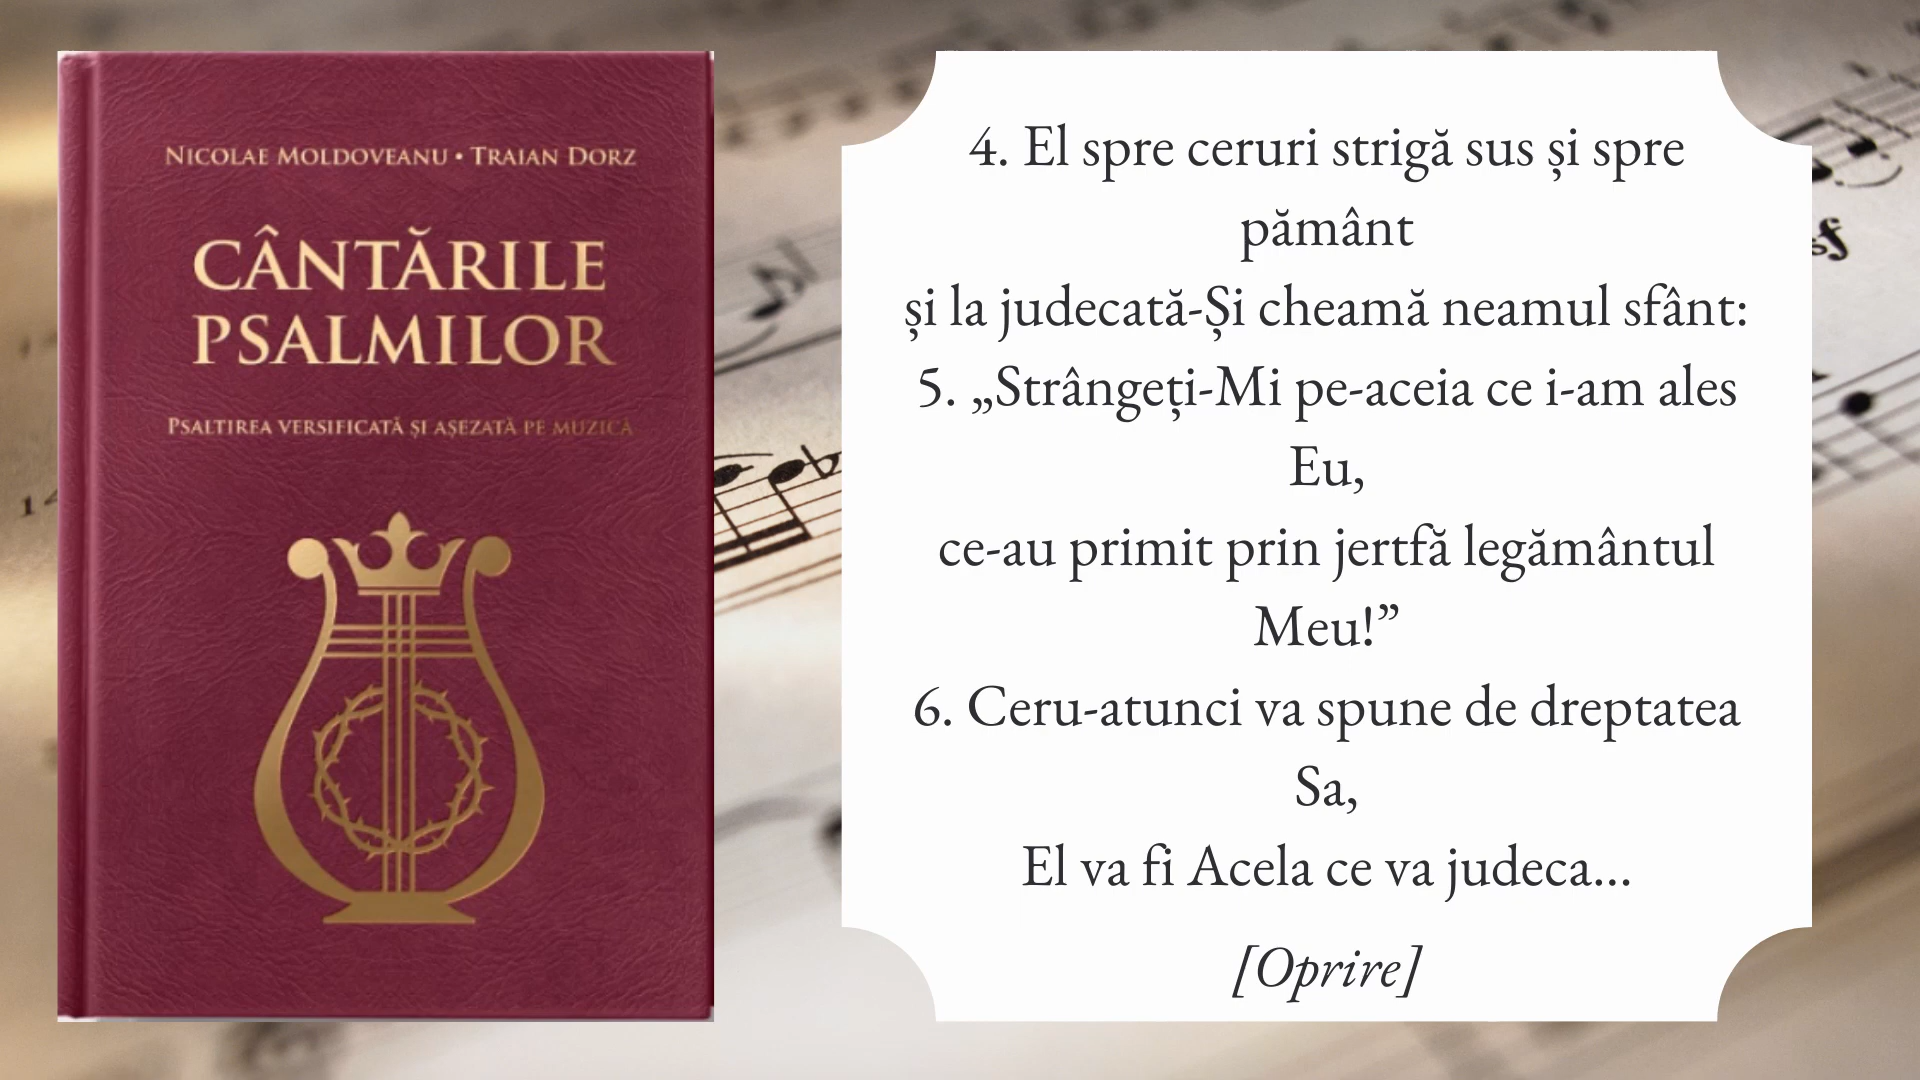 NICOLAE MOLDOVEANU • TRAIAN DORZ
CÂNTĂRILE
PSALMILOR
PSALTIREA VERSIFICATĂ ȘI AȘEZATĂ PE MUZICĂ
4. El spre ceruri strigă sus și spre
pământ
și la judecată-Și cheamă neamul sfânt:
5. „Strângeți-Mi pe-aceia ce i-am ales
Eu,
ce-au primit prin jertfă legământul
Meu!”
6. Ceru-atunci va spune de dreptatea
Sa,
El va fi Acela ce va judeca...
[Oprire]
sf